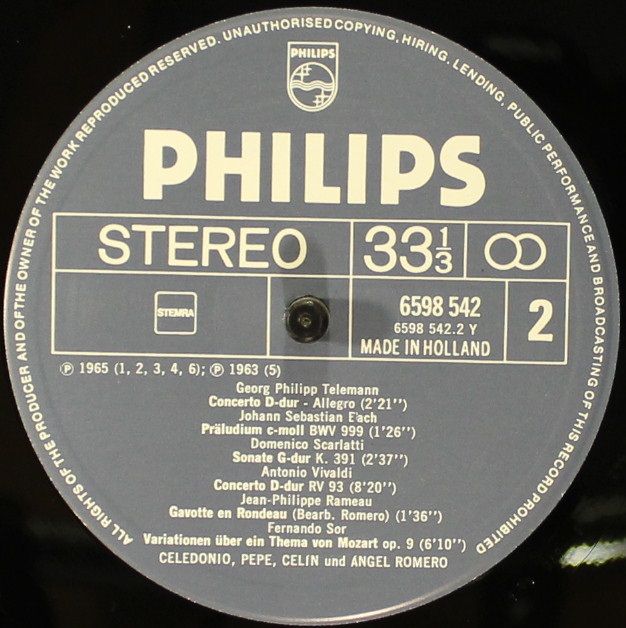 ALL RIGHTS OF THE PRODUCER AND OF THE OWNER OF THE WORK REPRODUCED RESERVED. UNAUTHORISED COPYING, HIRING, LENDING, PUBLIC PERFORMANCE AND BROADCASTING OF THIS RECORD PROHIBITED
PHILIPS
PHILIPS
STEREO 33⅓
STEMRA
6598 542
6598 542.2 Y
2
MADE IN HOLLAND
Ⓟ 1965 (1, 2, 3, 4, 6); Ⓟ 1963 (5)
Georg Philipp Telemann
Concerto D-dur - Allegro (2'21'')
Johann Sebastian Bach
Präludium c-moll BWV 999 (1'26'')
Domenico Scarlatti
Sonate G-dur K. 391 (2'37'')
Antonio Vivaldi
Concerto D-dur RV 93 (8'20'')
Jean-Philippe Rameau
Gavotte en Rondeau (Bearb. Romero) (1'36'')
Fernando Sor
Variationen über ein Thema von Mozart op. 9 (6'10'')
CELEDONIO, PEPE, CELIN und ANGEL ROMERO